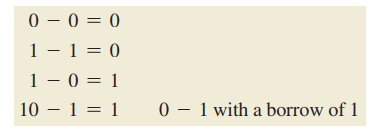 0 − 0 = 0
1 − 1 = 0
1 − 0 = 1
10 − 1 = 1 0 − 1 with a borrow of 1